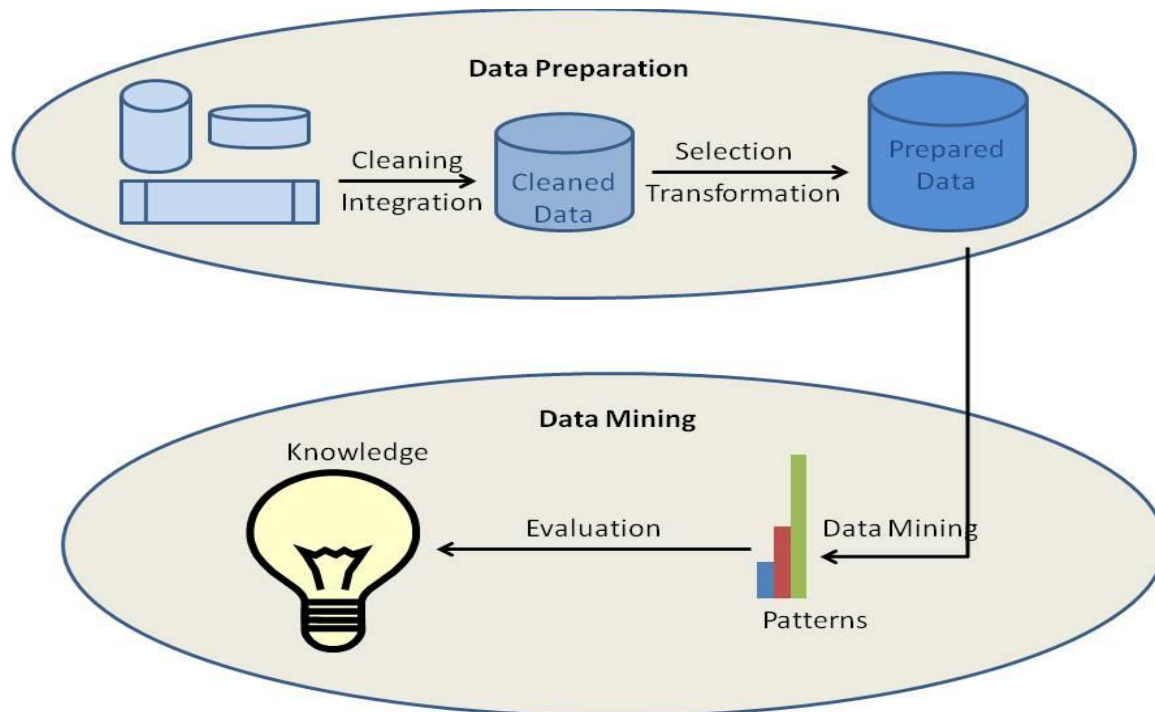 Data Preparation
Cleaning
Integration
Cleaned
Data
Selection
Transformation
Prepared
Data
Data Mining
Knowledge
Evaluation
Data Mining
Patterns